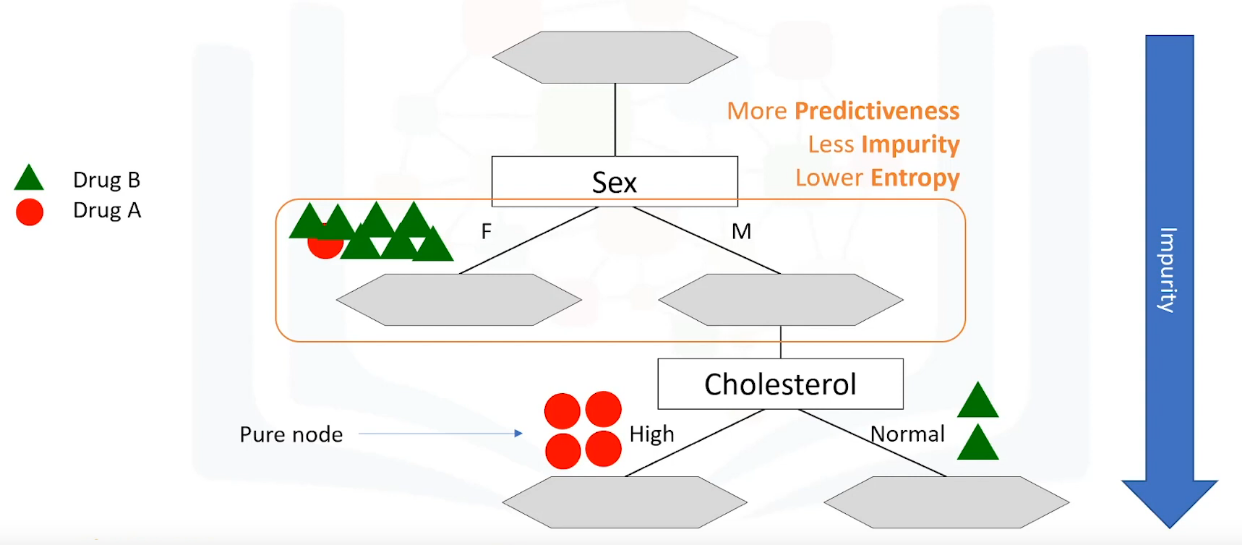 More Predictiveness
Less Impurity
Lower Entropy
Drug B
Drug A
Sex
F
M
Impurity
Cholesterol
Pure node
High
Normal